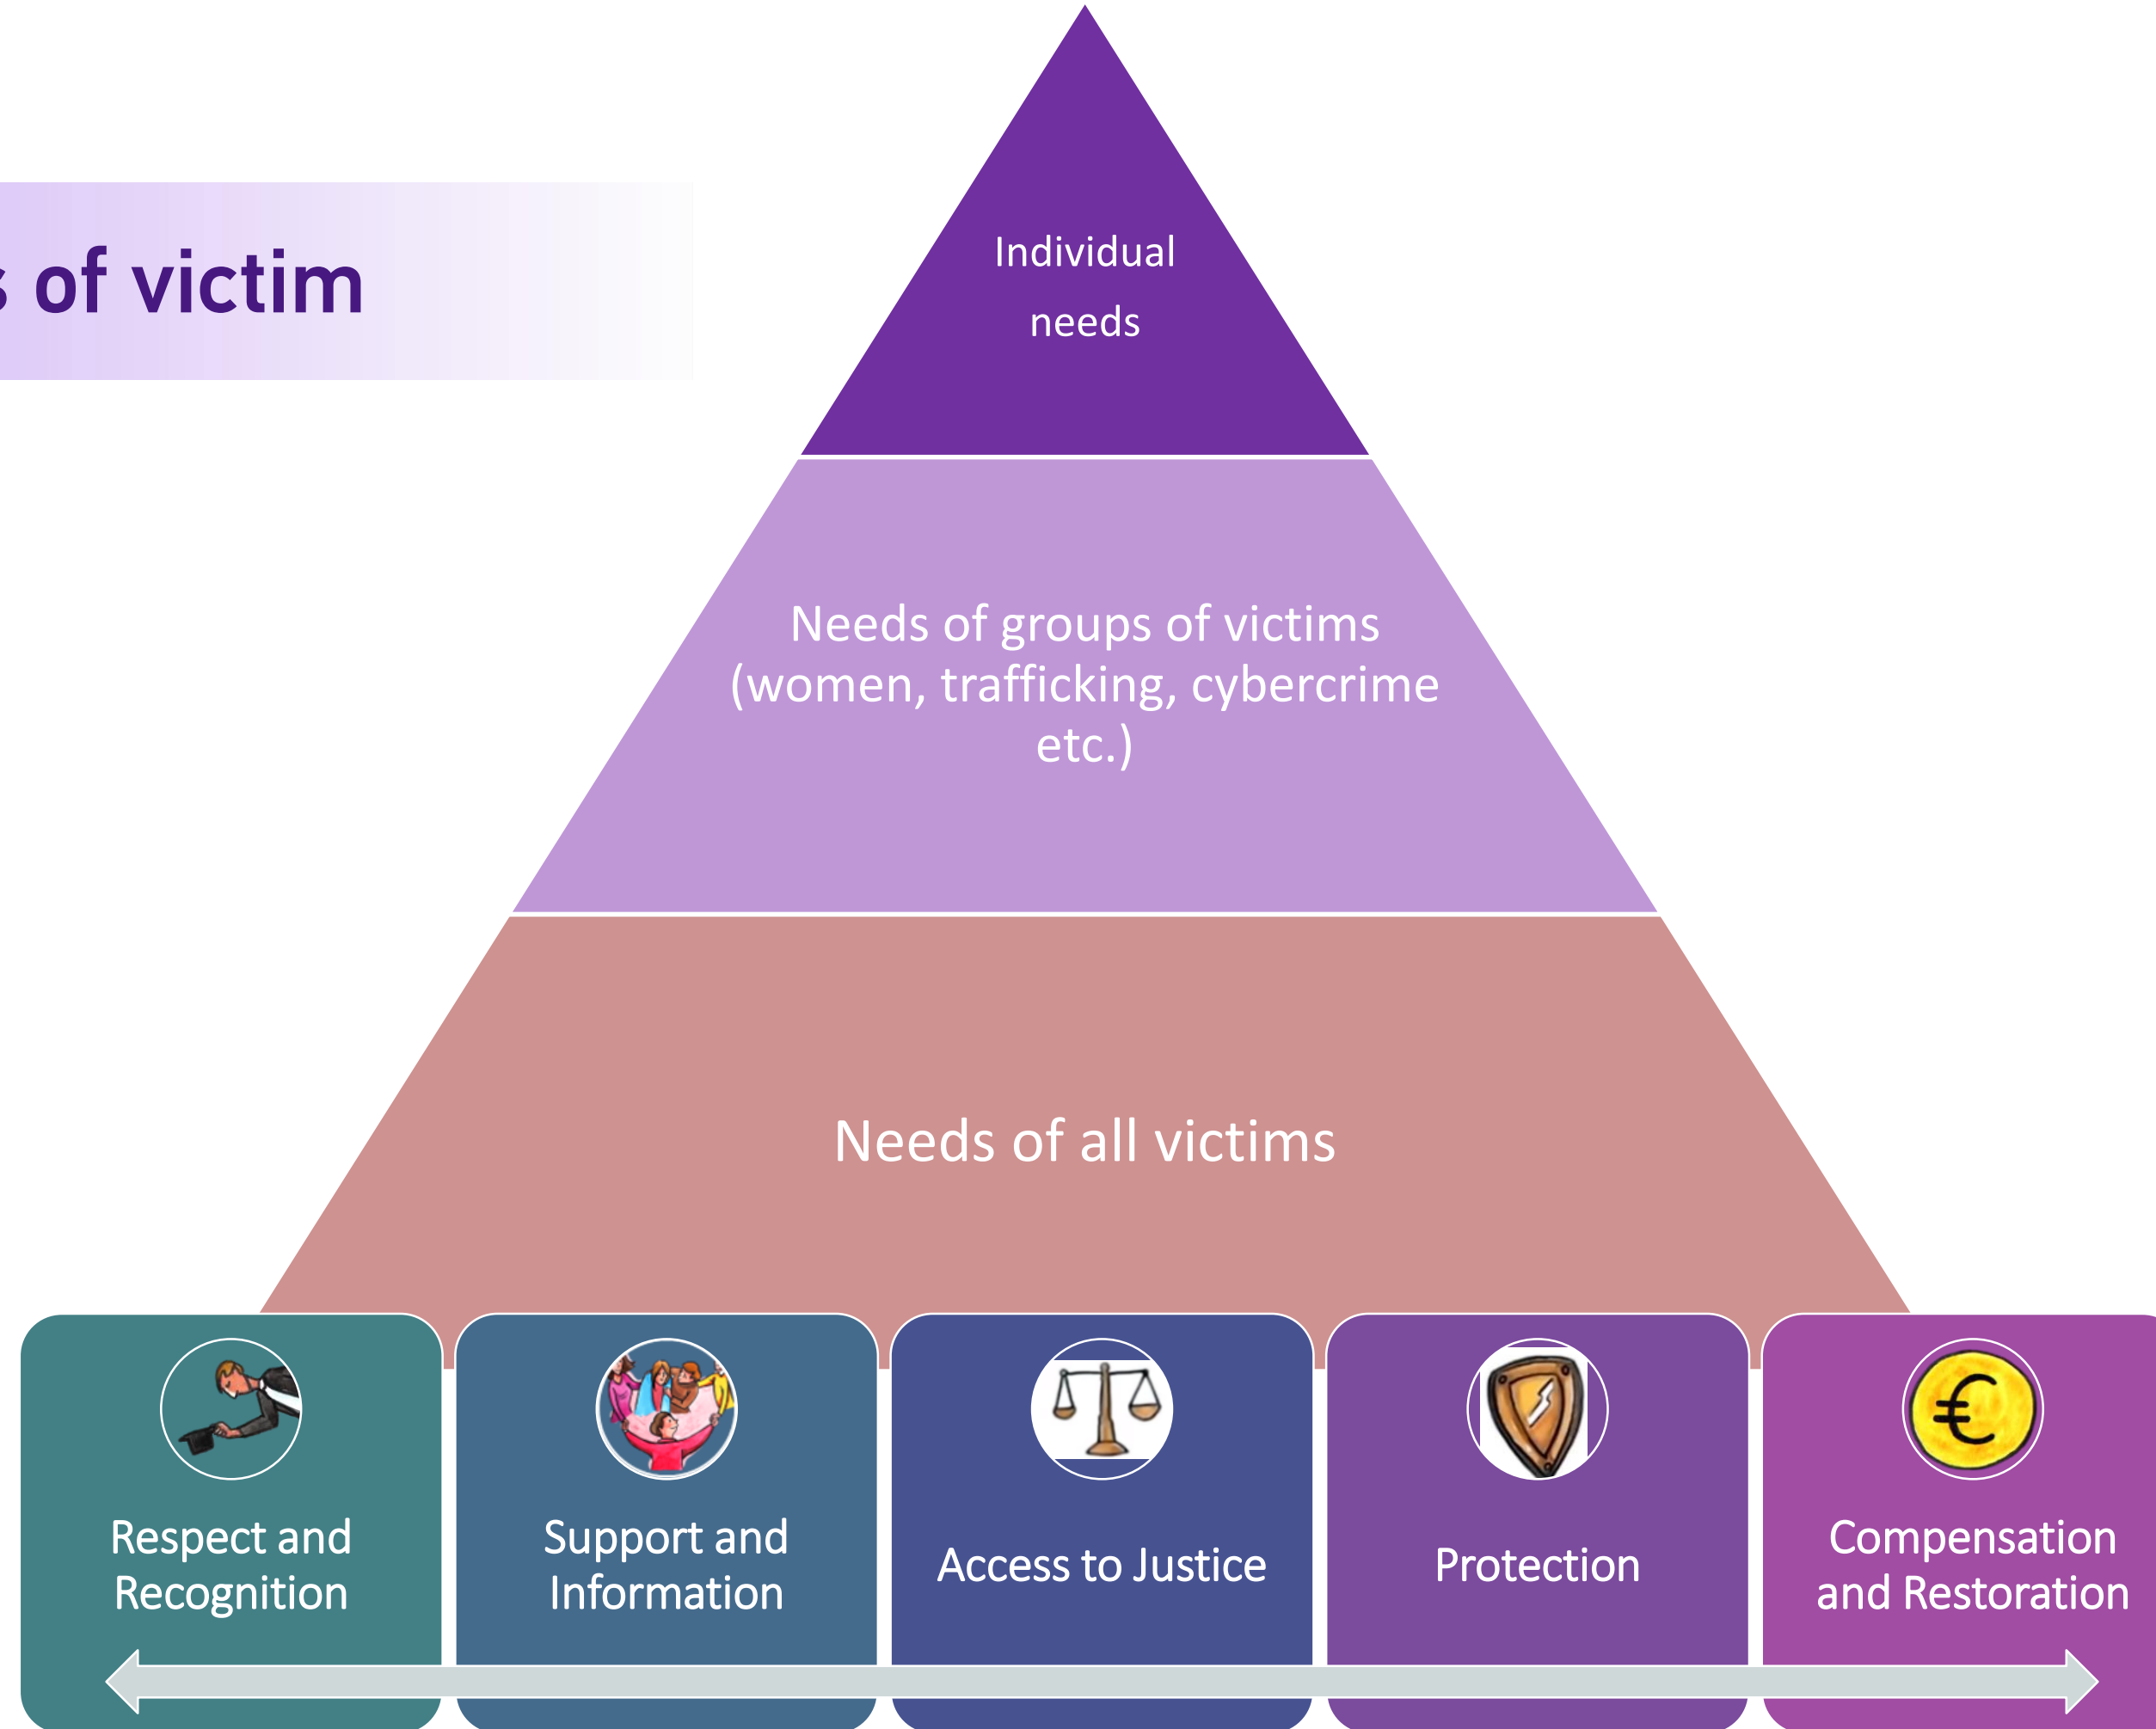 of victim
Individual
needs
Needs of groups of victims
(women, trafficking, cybercrime
etc.)
Needs of all victims
Respect and
Recognition
Support and
Information
Access to Justice
Protection
Compensation
and Restoration
€